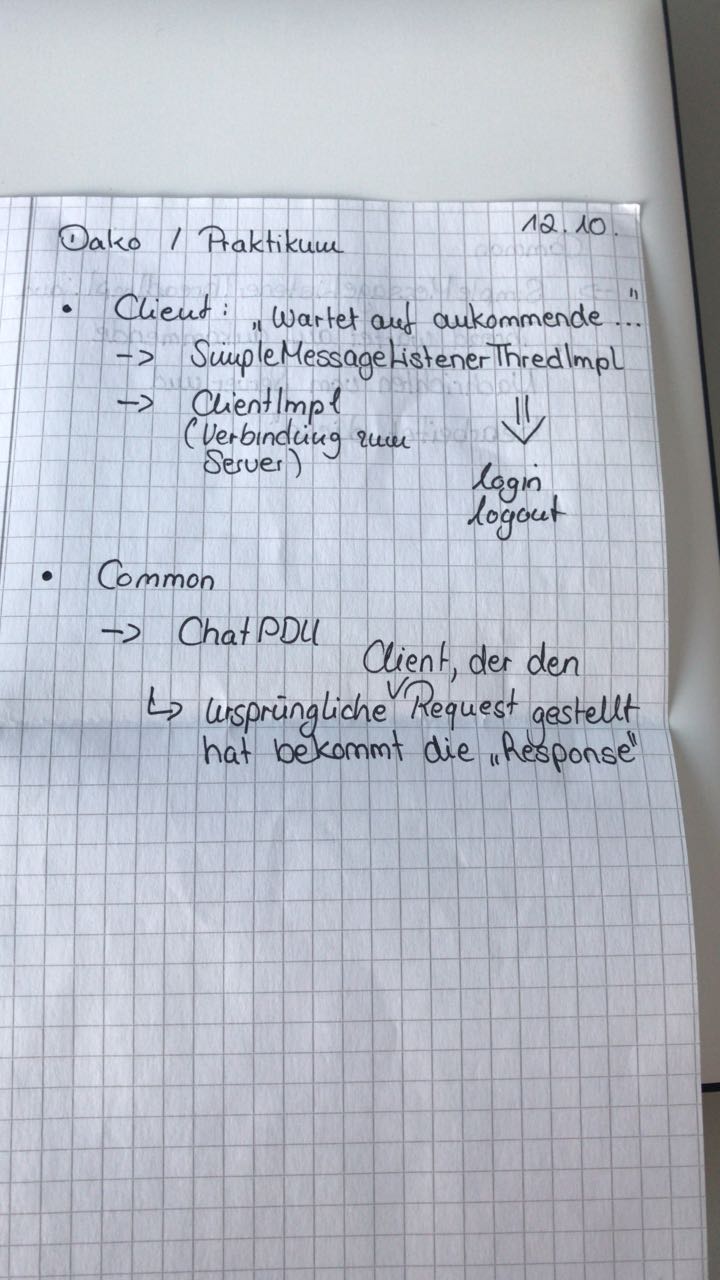 12.10.
Dako / Praktikum
• Client: „Wartet auf ankommende..."
-> SimpleMessageListenerThredImpl
-> ClientImpl
(Verbindung zum
Server)
login
logout
• Common
-> ChatPDU
Client, der den
↳ ursprüngliche Request gestellt
hat bekommt die „Response"